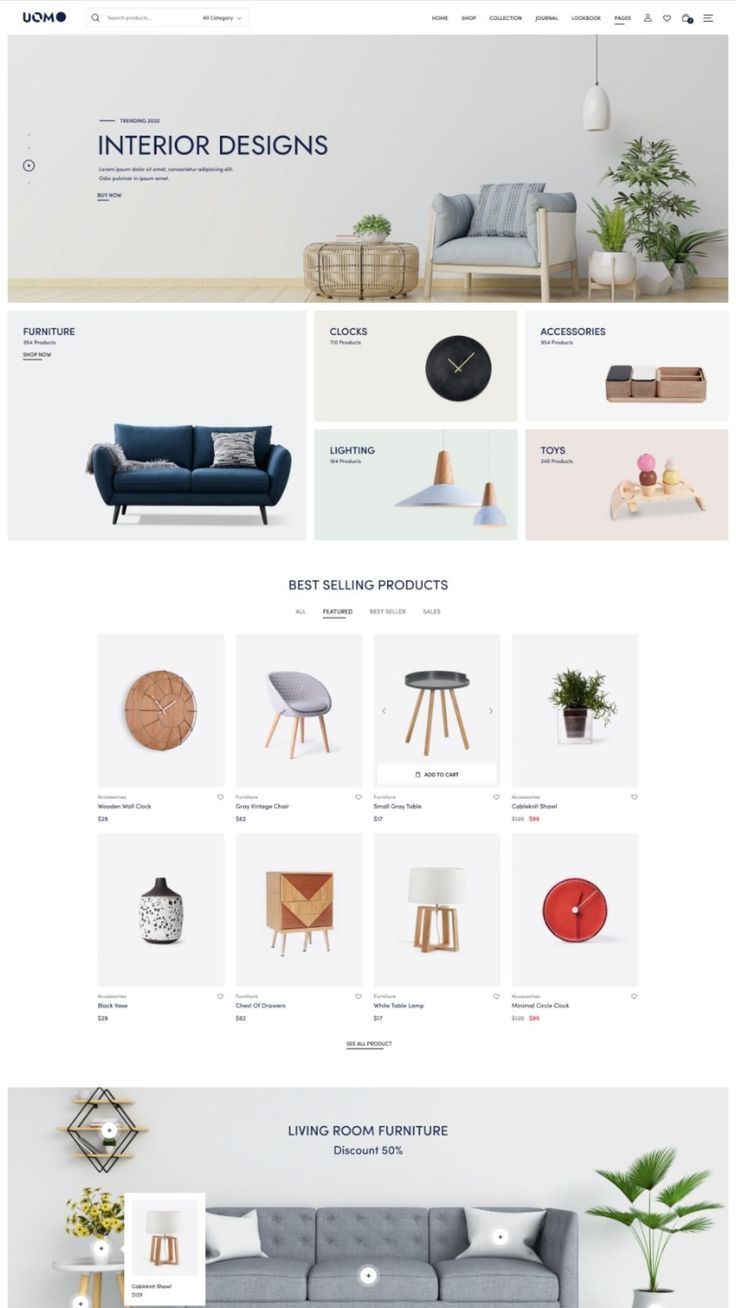 UOMO
Search products...
All Category
HOME
SHOP
COLLECTION
JOURNAL
LOOKBOOK
PAGES
TRENDING 2020
INTERIOR DESIGNS
Lorem ipsum dolor sit amet, consectetur adipiscing elit.
Odio pulvinar in ipsum amet.
BUY NOW
FURNITURE
954 Products
SHOP NOW
CLOCKS
710 Products
ACCESSORIES
854 Products
LIGHTING
184 Products
TOYS
245 Products
BEST SELLING PRODUCTS
ALL
FEATURED
BEST SELLER
SALES
ADD TO CART
Accessories
Wooden Wall Clock
$29
Furniture
Gray Vintage Chair
$62
Furniture
Small Gray Table
$17
Accessories
Cableknit Shawl
$129 $99
Accessories
Black Vase
$29
Furniture
Chest Of Drawers
$62
Furniture
White Table Lamp
$17
Accessories
Minimal Circle Clock
$129 $99
SEE ALL PRODUCT
LIVING ROOM FURNITURE
Discount 50%
Cableknit Shawl
$129